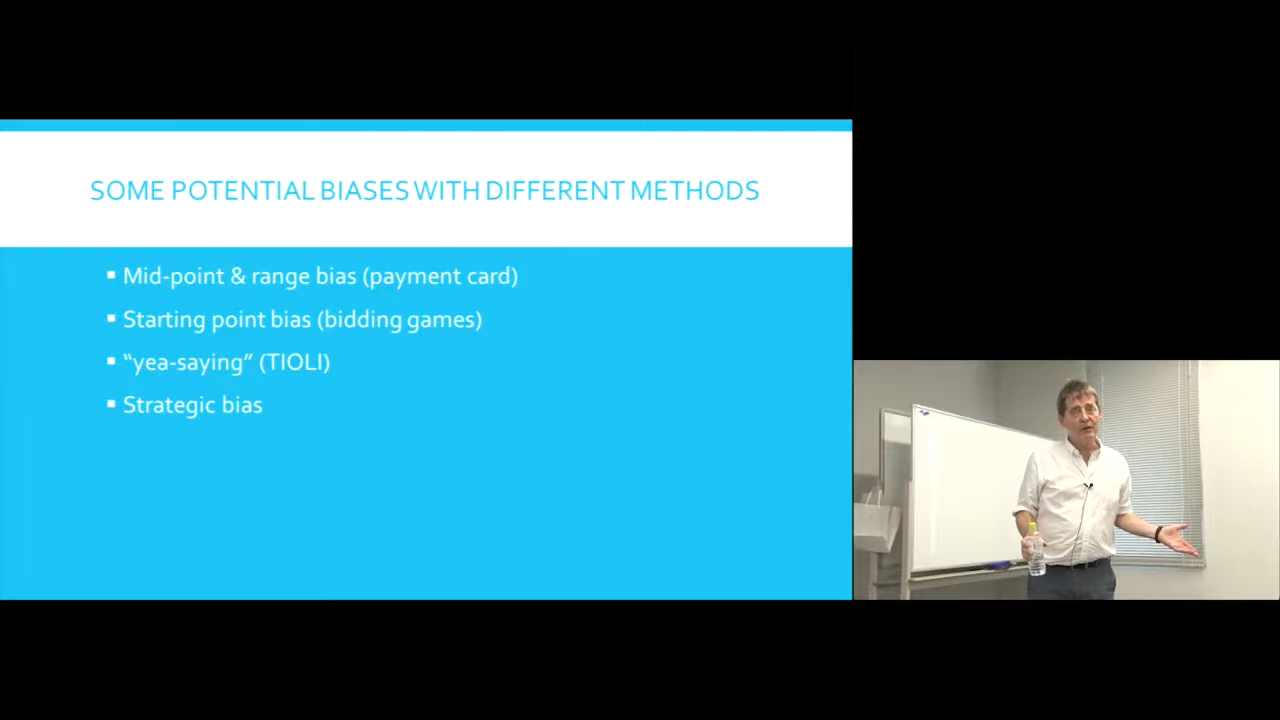 SOME POTENTIAL BIASES WITH DIFFERENT METHODS
▪ Mid-point & range bias (payment card)
▪ Starting point bias (bidding games)
▪ “yea-saying” (TIOLI)
▪ Strategic bias